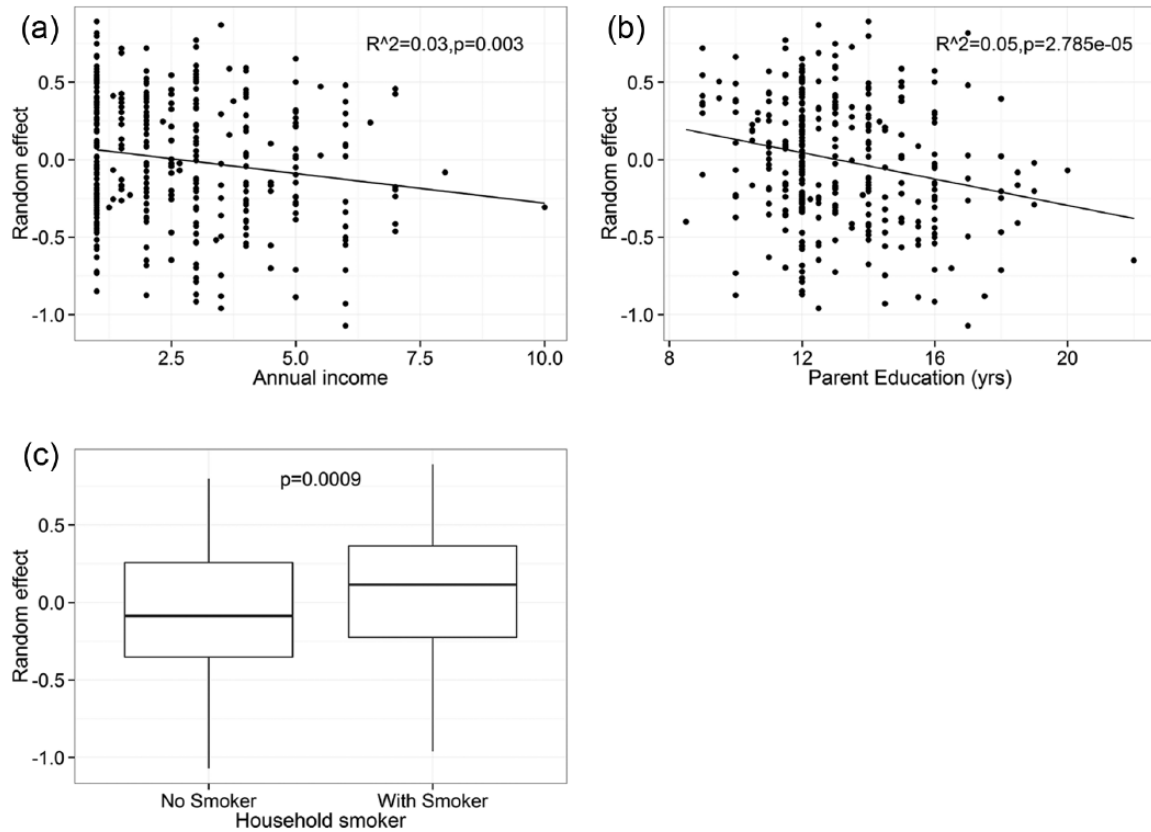 (a)
R^2=0.03,p=0.003
Random effect
0.5
0.0
-0.5
-1.0
2.5 5.0 7.5 10.0
Annual income
(b)
R^2=0.05,p=2.785e-05
Random effect
0.5
0.0
-0.5
-1.0
8 12 16 20
Parent Education (yrs)
(c)
p=0.0009
Random effect
0.5
0.0
-0.5
-1.0
No Smoker With Smoker
Household smoker